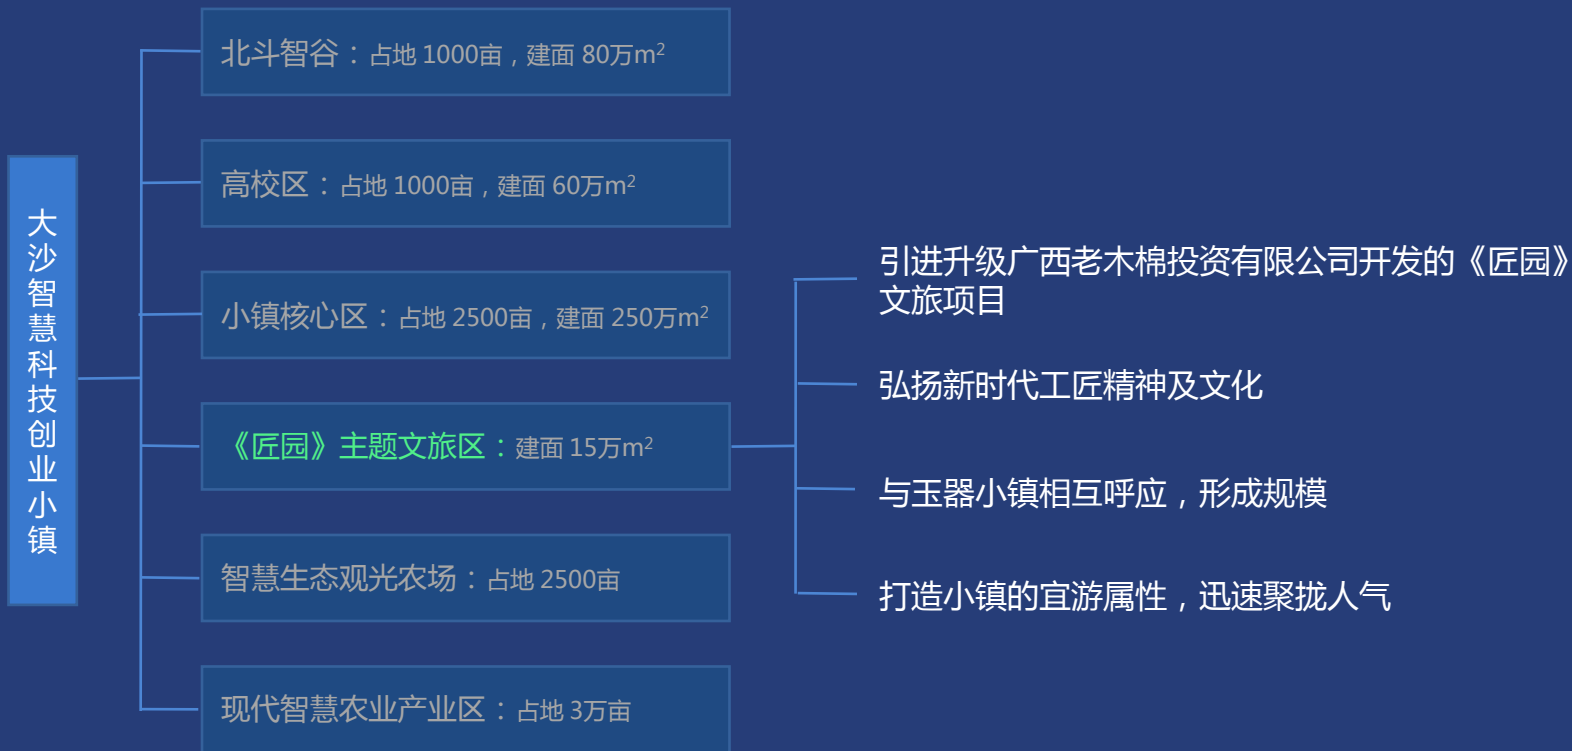 大沙智慧科技创业小镇
北斗智谷：占地 1000亩，建面 80万m²
高校区：占地 1000亩，建面 60万m²
小镇核心区：占地 2500亩，建面 250万m²
《匠园》主题文旅区：建面 15万m²
智慧生态观光农场：占地 2500亩
现代智慧农业产业区：占地 3万亩
引进升级广西老木棉投资有限公司开发的《匠园》
文旅项目
弘扬新时代工匠精神及文化
与玉器小镇相互呼应，形成规模
打造小镇的宜游属性，迅速聚拢人气